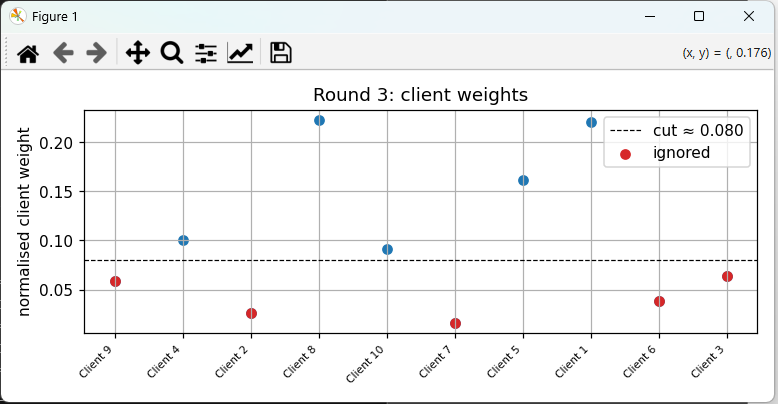 Figure 1
(x, y) = (, 0.176)
Round 3: client weights
normalised client weight
0.20
0.15
0.10
0.05
cut ≈ 0.080
ignored
Client 9
Client 4
Client 2
Client 8
Client 10
Client 7
Client 5
Client 1
Client 6
Client 3